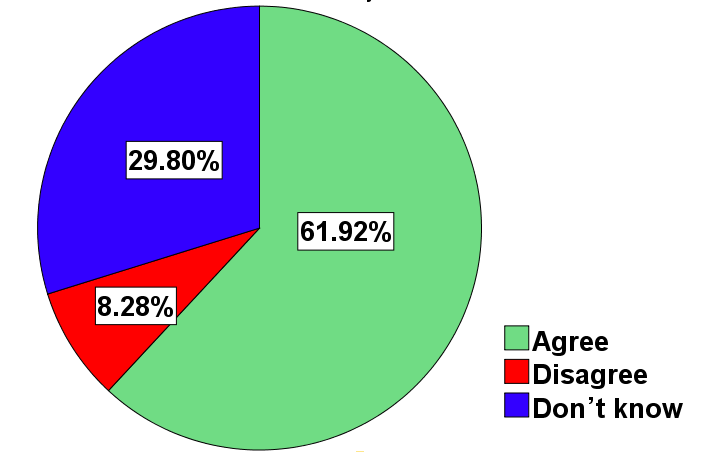 29.80%
61.92%
8.28%
Agree
Disagree
Don’t know